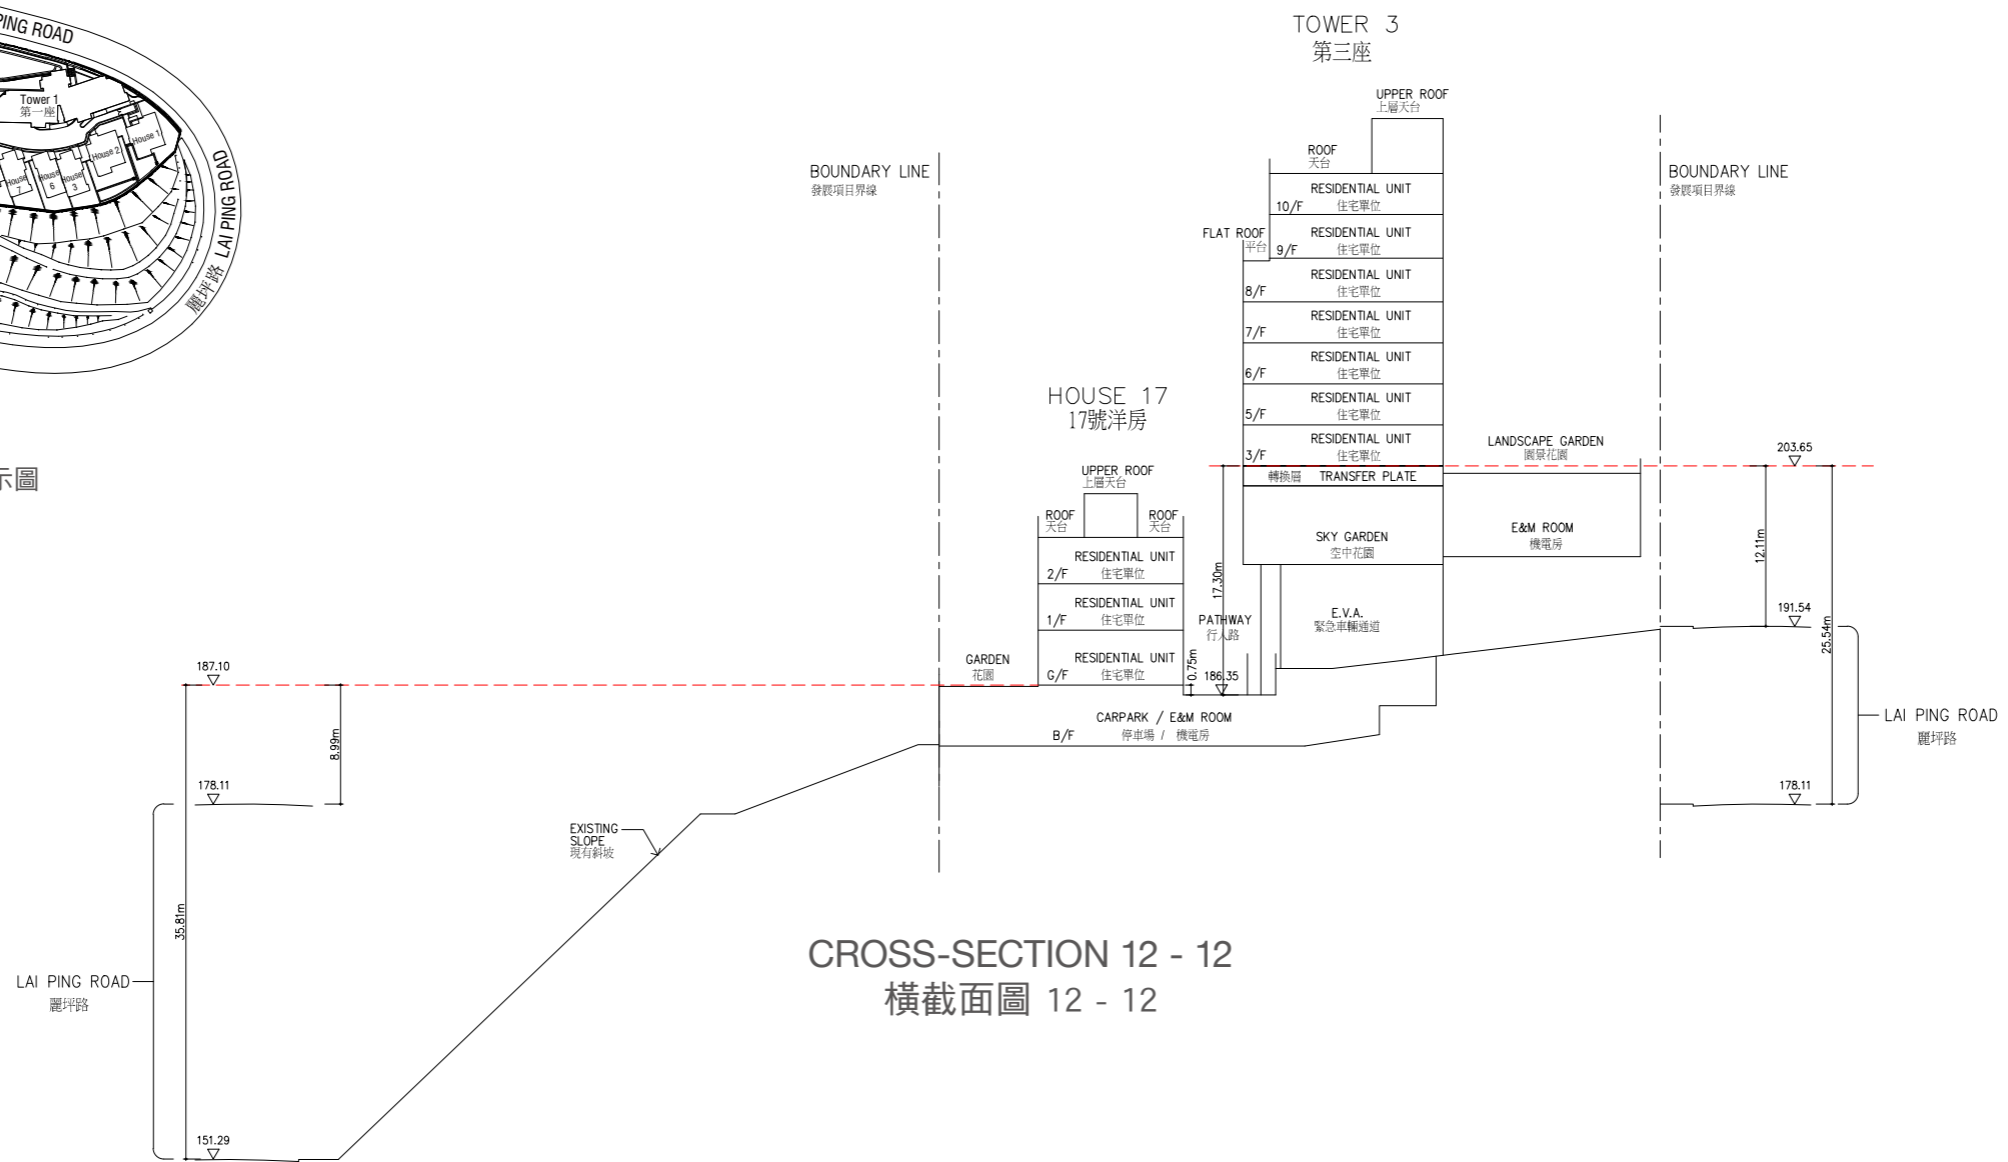 PING ROAD
Tower 1
第一座
House 1
House 2
House 3
House 6
House 7
LAI PING ROAD
麗坪路
示圖
TOWER 3
第三座
UPPER ROOF
上層天台
ROOF
天台
RESIDENTIAL UNIT
10/F 住宅單位
FLAT ROOF
平台
RESIDENTIAL UNIT
9/F 住宅單位
RESIDENTIAL UNIT
8/F 住宅單位
RESIDENTIAL UNIT
7/F 住宅單位
RESIDENTIAL UNIT
6/F 住宅單位
RESIDENTIAL UNIT
5/F 住宅單位
RESIDENTIAL UNIT
3/F 住宅單位
轉換層 TRANSFER PLATE
SKY GARDEN
空中花園
E.V.A.
緊急車輛通道
LANDSCAPE GARDEN
園景花園
E&M ROOM
機電房
BOUNDARY LINE
發展項目界線
BOUNDARY LINE
發展項目界線
HOUSE 17
17號洋房
UPPER ROOF
上層天台
ROOF
天台
ROOF
天台
RESIDENTIAL UNIT
2/F 住宅單位
RESIDENTIAL UNIT
1/F 住宅單位
RESIDENTIAL UNIT
G/F 住宅單位
GARDEN
花園
PATHWAY
行人路
17.30m
0.75m
186.35
CARPARK / E&M ROOM
B/F 停車場 / 機電房
203.65
12.11m
191.54
25.54m
178.11
LAI PING ROAD
麗坪路
187.10
8.99m
178.11
35.81m
LAI PING ROAD
麗坪路
151.29
EXISTING
SLOPE
現有斜坡
CROSS-SECTION 12 - 12
橫截面圖 12 - 12